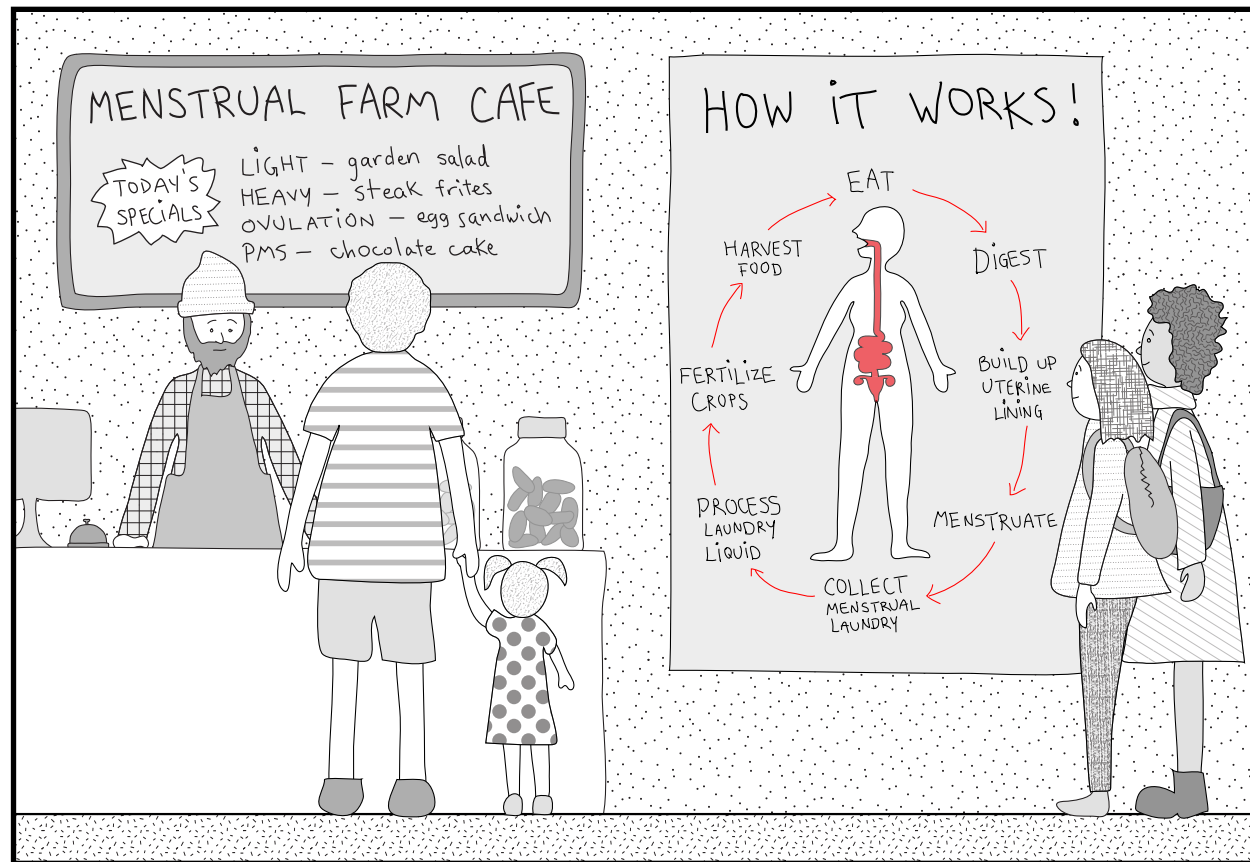 MENSTRUAL FARM CAFE
TODAY'S
SPECIALS
LIGHT – garden salad
HEAVY – steak frites
OVULATION – egg sandwich
PMS – chocolate cake
HOW iT WORKS!
EAT
DIGEST
BUILD UP
UTERINE
LINING
MENSTRUATE
COLLECT
MENSTRUAL
LAUNDRY
PROCESS
LAUNDRY
LIQUID
FERTILIZE
CROPS
HARVEST
FOOD